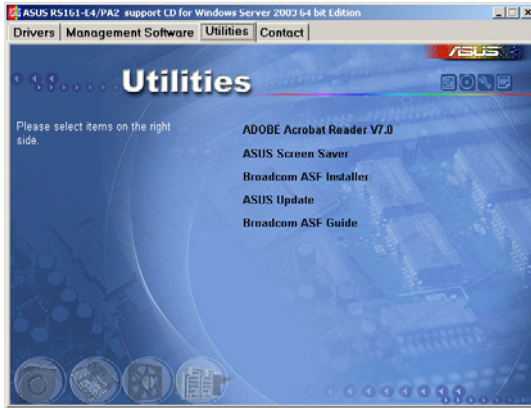 ASUS RS161-E4/PA2 support CD for Windows Server 2003 64 bit Edition
Drivers Management Software Utilities Contact
ASUS
Utilities
Please select items on the right
side.
ADOBE Acrobat Reader V7.0
ASUS Screen Saver
Broadcom ASF Installer
ASUS Update
Broadcom ASF Guide